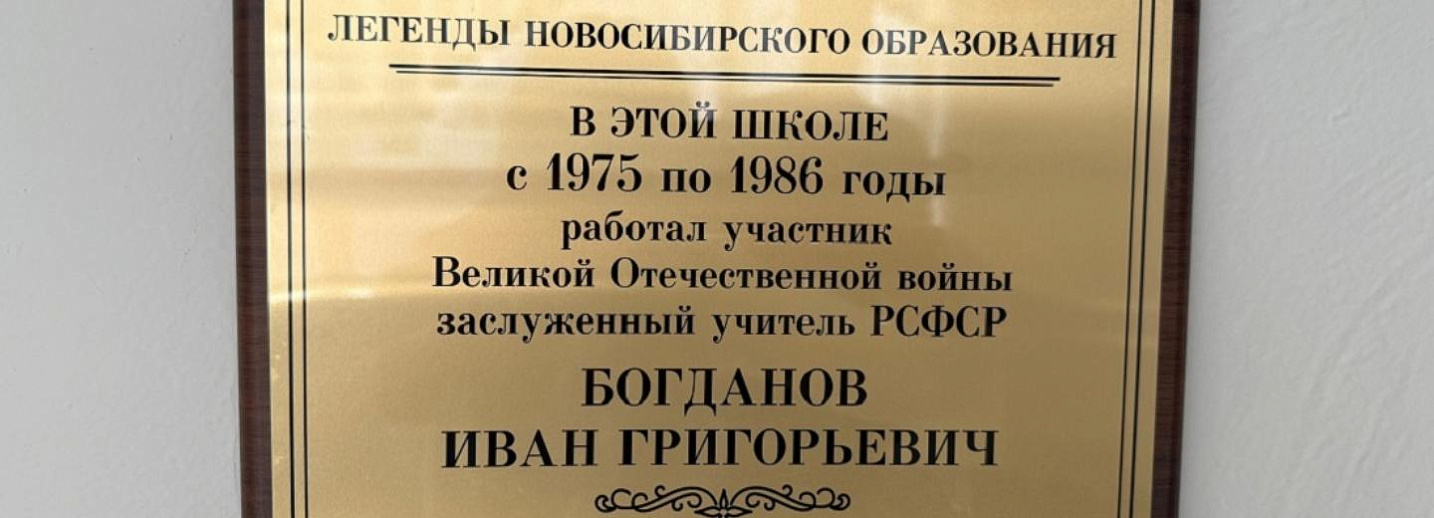 ЛЕГЕНДЫ НОВОСИБИРСКОГО ОБРАЗОВАНИЯ
В ЭТОЙ ШКОЛЕ
с 1975 по 1986 годы
работал участник
Великой Отечественной войны
заслуженный учитель РСФСР
БОГДАНОВ
ИВАН ГРИГОРЬЕВИЧ